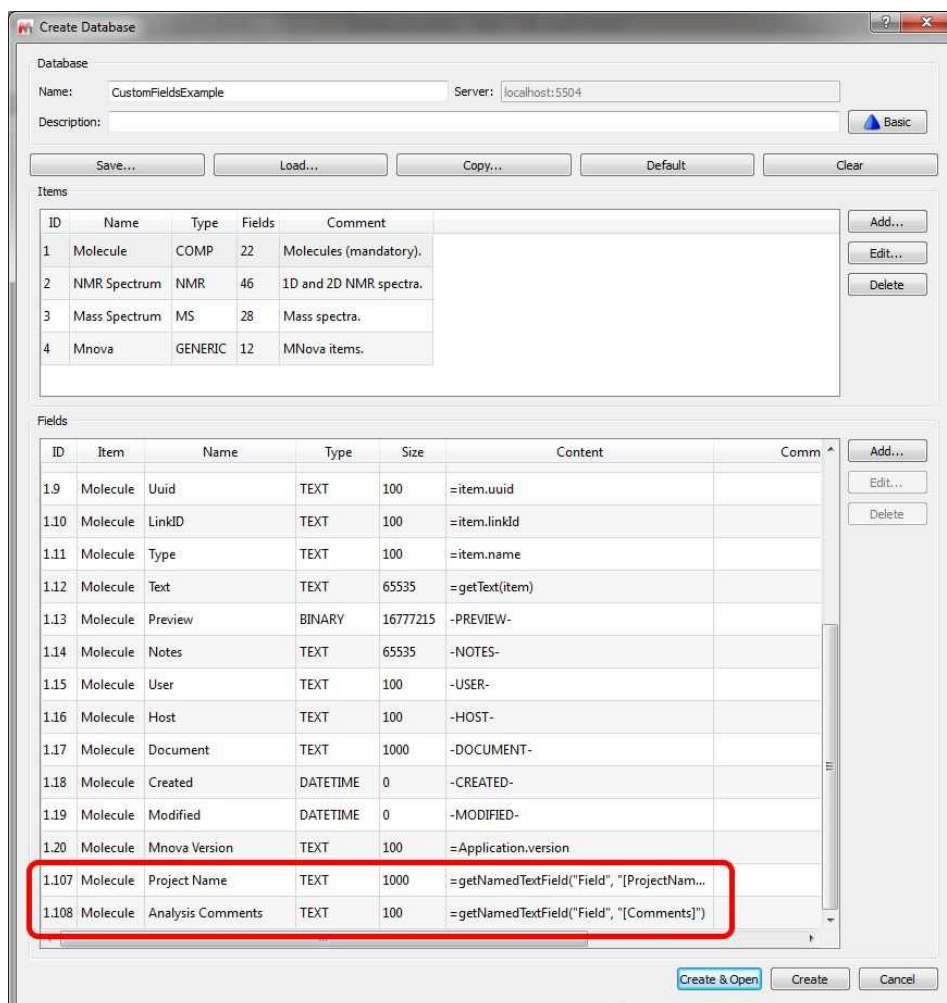 Create Database
Database
Name: CustomFieldsExample Server: localhost:5504
Description: Basic
Save... Load... Copy... Default Clear
Items
ID Name Type Fields Comment Add...
1 Molecule COMP 22 Molecules (mandatory). Edit...
2 NMR Spectrum NMR 46 1D and 2D NMR spectra. Delete
3 Mass Spectrum MS 28 Mass spectra.
4 Mnova GENERIC 12 MNova items.
Fields
ID Item Name Type Size Content Comm Add...
1.9 Molecule Uuid TEXT 100 =item.uuid Edit...
1.10 Molecule LinkID TEXT 100 =item.linkId Delete
1.11 Molecule Type TEXT 100 =item.name
1.12 Molecule Text TEXT 65535 =getText(item)
1.13 Molecule Preview BINARY 16777215 -PREVIEW-
1.14 Molecule Notes TEXT 65535 -NOTES-
1.15 Molecule User TEXT 100 -USER-
1.16 Molecule Host TEXT 100 -HOST-
1.17 Molecule Document TEXT 1000 -DOCUMENT-
1.18 Molecule Created DATETIME 0 -CREATED-
1.19 Molecule Modified DATETIME 0 -MODIFIED-
1.20 Molecule Mnova Version TEXT 100 =Application.version
1.107 Molecule Project Name TEXT 1000 =getNamedTextField("Field", "[ProjectNam...
1.108 Molecule Analysis Comments TEXT 100 =getNamedTextField("Field", "[Comments]")
Create & Open Create Cancel